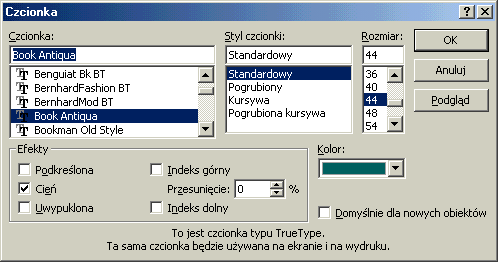 Czcionka
Czcionka: Styl czcionki: Rozmiar:
Book Antiqua Standardowy 44 OK
Benguiat Bk BT Standardowy 36
BernhardFashion BT Pogrubiony 40 Anuluj
BernhardMod BT Kursywa 44
Book Antiqua Pogrubiona kursywa 48 Podgląd
Bookman Old Style 54
Efekty Kolor:
Podkreślona Indeks górny
Cień Przesunięcie: 0 %
Uwypuklona Indeks dolny Domyślnie dla nowych obiektów
To jest czcionka typu TrueType.
Ta sama czcionka będzie używana na ekranie i na wydruku.